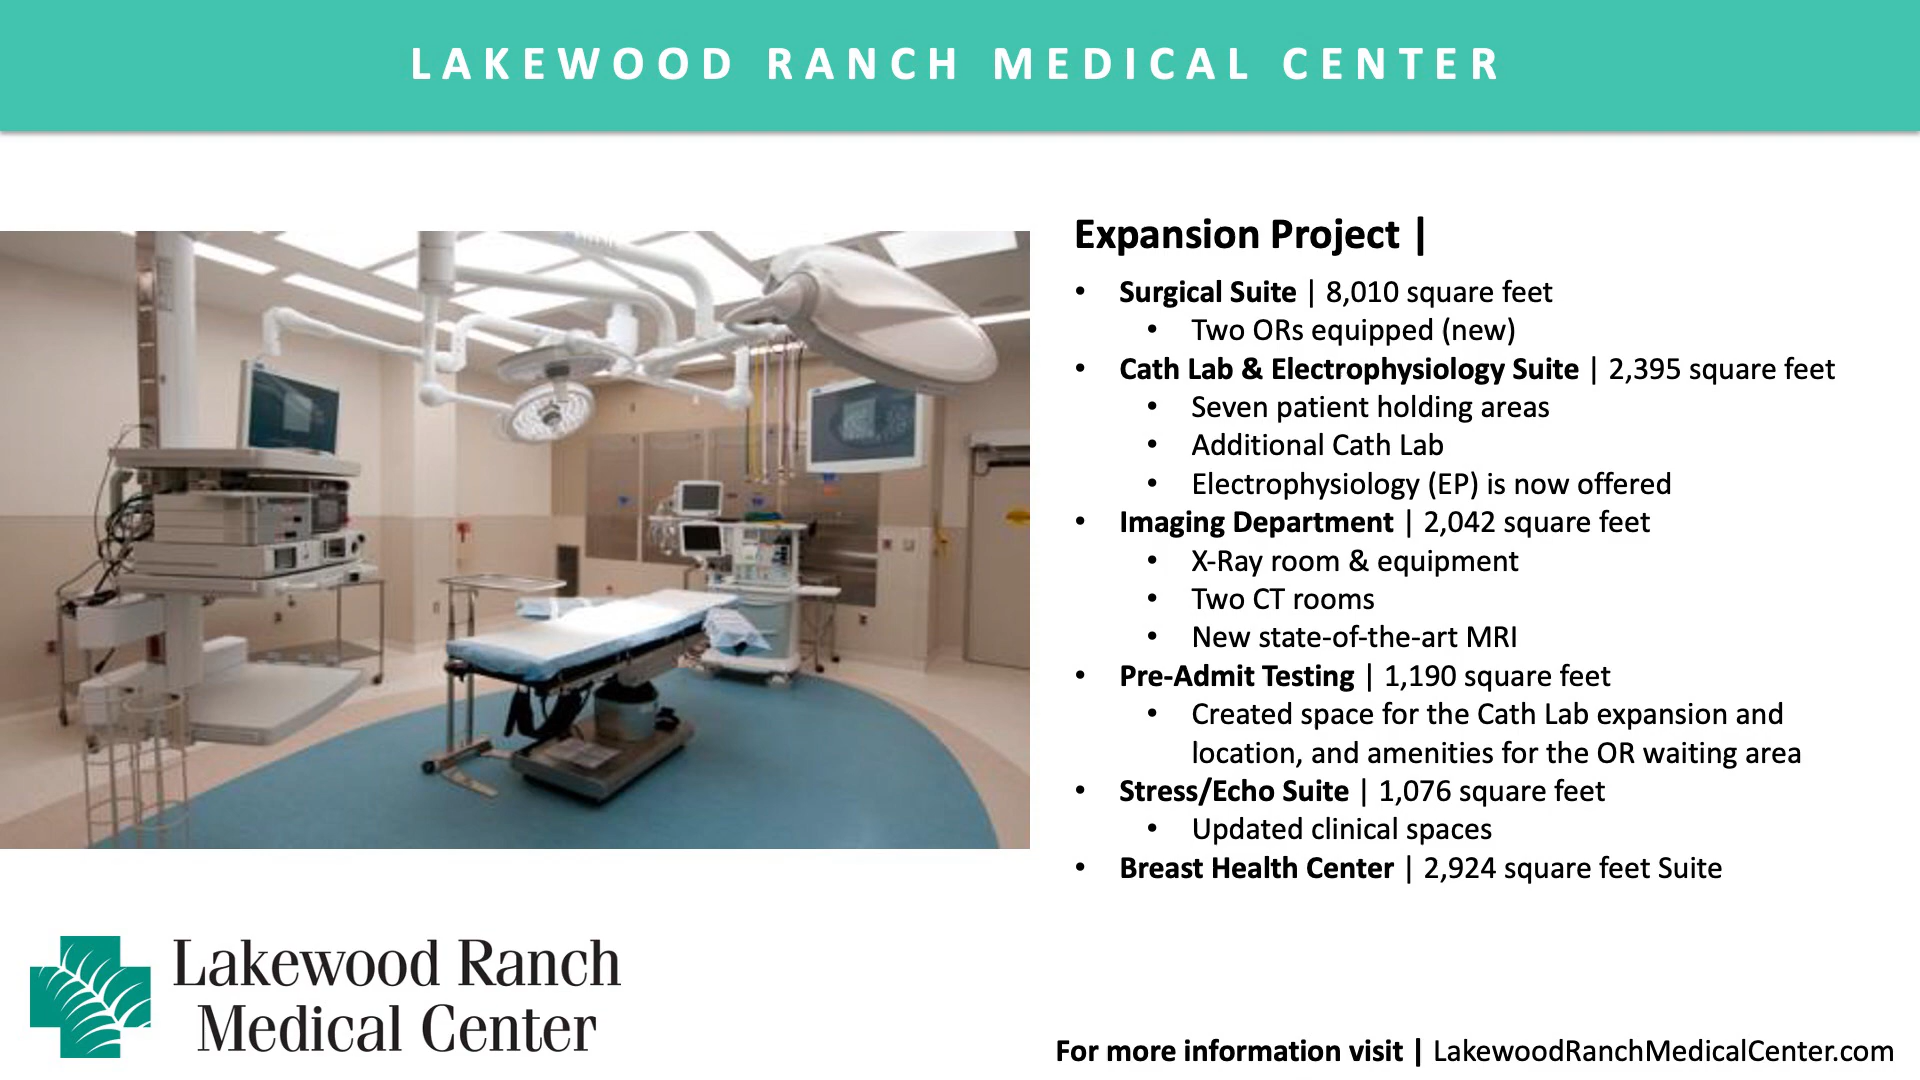 LAKEWOOD RANCH MEDICAL CENTER
Expansion Project |
• Surgical Suite | 8,010 square feet
• Two ORs equipped (new)
• Cath Lab & Electrophysiology Suite | 2,395 square feet
• Seven patient holding areas
• Additional Cath Lab
• Electrophysiology (EP) is now offered
• Imaging Department | 2,042 square feet
• X-Ray room & equipment
• Two CT rooms
• New state-of-the-art MRI
• Pre-Admit Testing | 1,190 square feet
• Created space for the Cath Lab expansion and
location, and amenities for the OR waiting area
• Stress/Echo Suite | 1,076 square feet
• Updated clinical spaces
• Breast Health Center | 2,924 square feet Suite
Lakewood Ranch
Medical Center
For more information visit | LakewoodRanchMedicalCenter.com